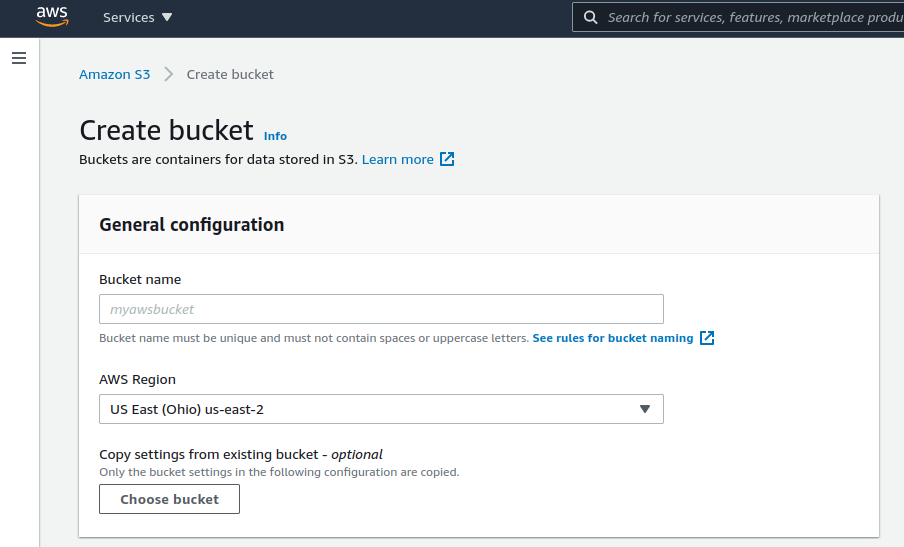 aws
Services
Search for services, features, marketplace produ
Amazon S3
Create bucket
Create bucket Info
Buckets are containers for data stored in S3. Learn more
General configuration
Bucket name
myawsbucket
Bucket name must be unique and must not contain spaces or uppercase letters. See rules for bucket naming
AWS Region
US East (Ohio) us-east-2
Copy settings from existing bucket - optional
Only the bucket settings in the following configuration are copied.
Choose bucket